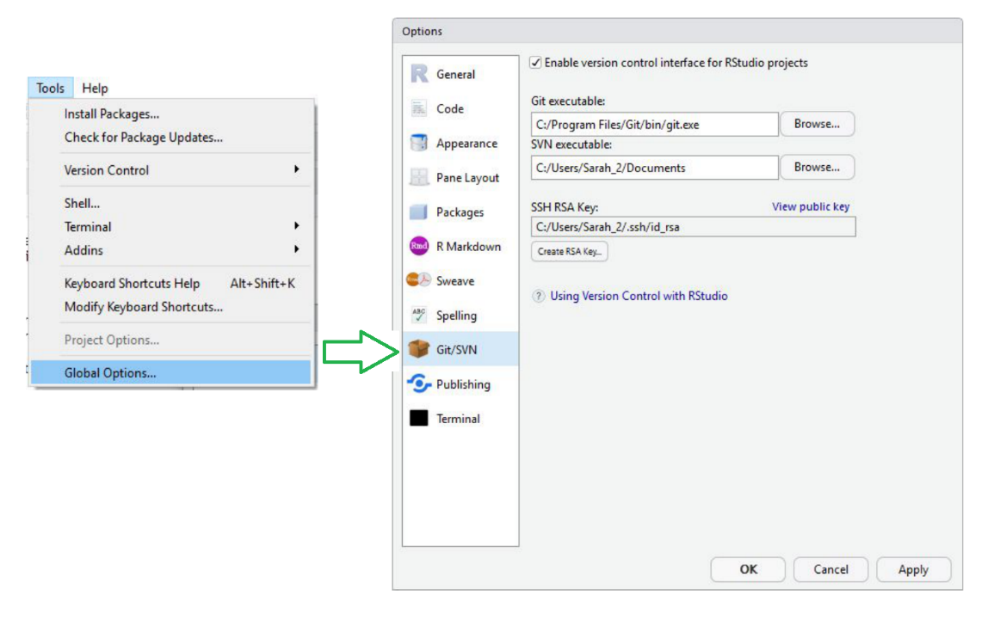 Tools Help
Install Packages...
Check for Package Updates...
Version Control
Shell...
Terminal
Addins
Keyboard Shortcuts Help Alt+Shift+K
Modify Keyboard Shortcuts...
Project Options...
Global Options...
Options
R General
Code
Appearance
Pane Layout
Packages
Rmd R Markdown
Sweave
ABC Spelling
Git/SVN
Publishing
Terminal
Enable version control interface for RStudio projects
Git executable:
C:/Program Files/Git/bin/git.exe Browse...
SVN executable:
C:/Users/Sarah_2/Documents Browse...
SSH RSA Key: View public key
C:/Users/Sarah_2/.ssh/id_rsa
Create RSA Key...
? Using Version Control with RStudio
OK Cancel Apply